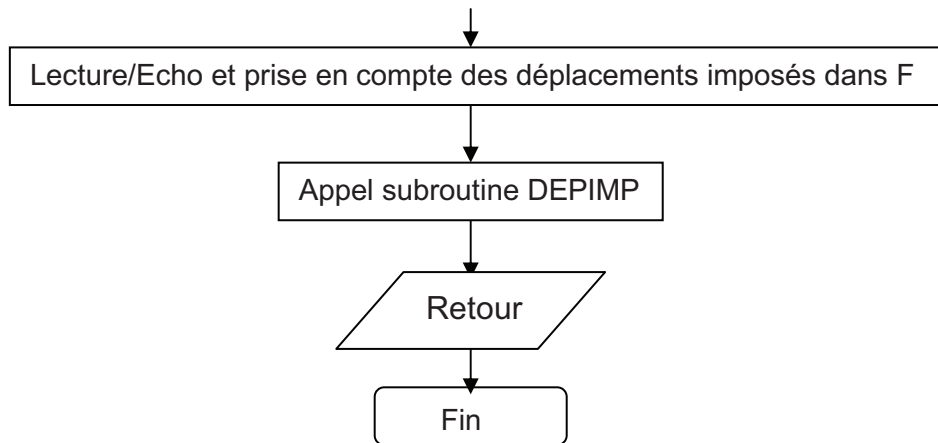 Lecture/Echo et prise en compte des déplacements imposés dans F
Appel subroutine DEPIMP
Retour
Fin